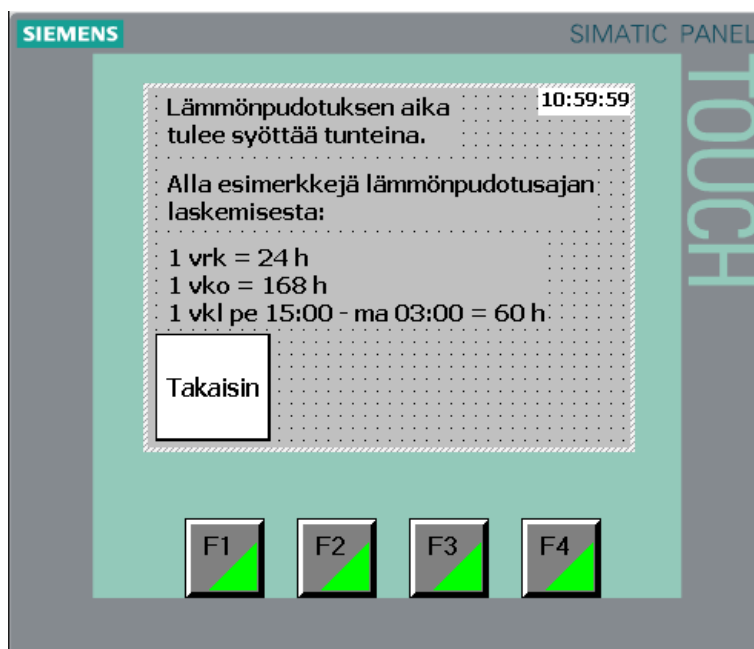 SIEMENS
SIMATIC PANEL
TOUCH
10:59:59
Lämmönpudotuksen aika
tulee syöttää tunteina.
Alla esimerkkejä lämmönpudotusajan
laskemisesta:
1 vrk = 24 h
1 vko = 168 h
1 vkl pe 15:00 - ma 03:00 = 60 h
Takaisin
F1
F2
F3
F4